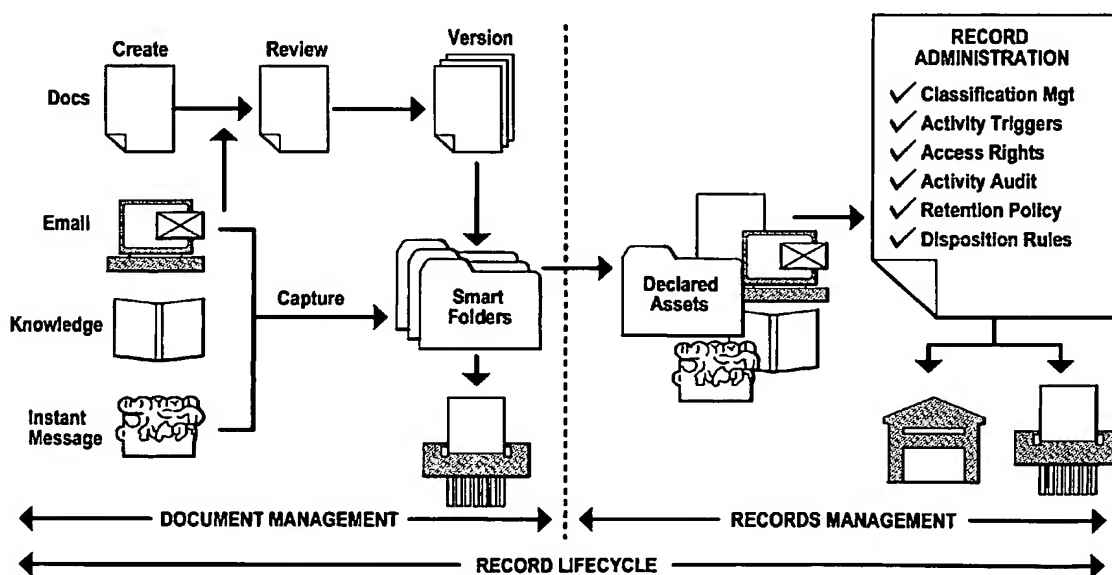 Create
Review
Version
Docs
Email
Knowledge
Instant
Message
Capture
Smart
Folders
Declared
Assets
RECORD
ADMINISTRATION
✓ Classification Mgt
✓ Activity Triggers
✓ Access Rights
✓ Activity Audit
✓ Retention Policy
✓ Disposition Rules
DOCUMENT MANAGEMENT
RECORDS MANAGEMENT
RECORD LIFECYCLE